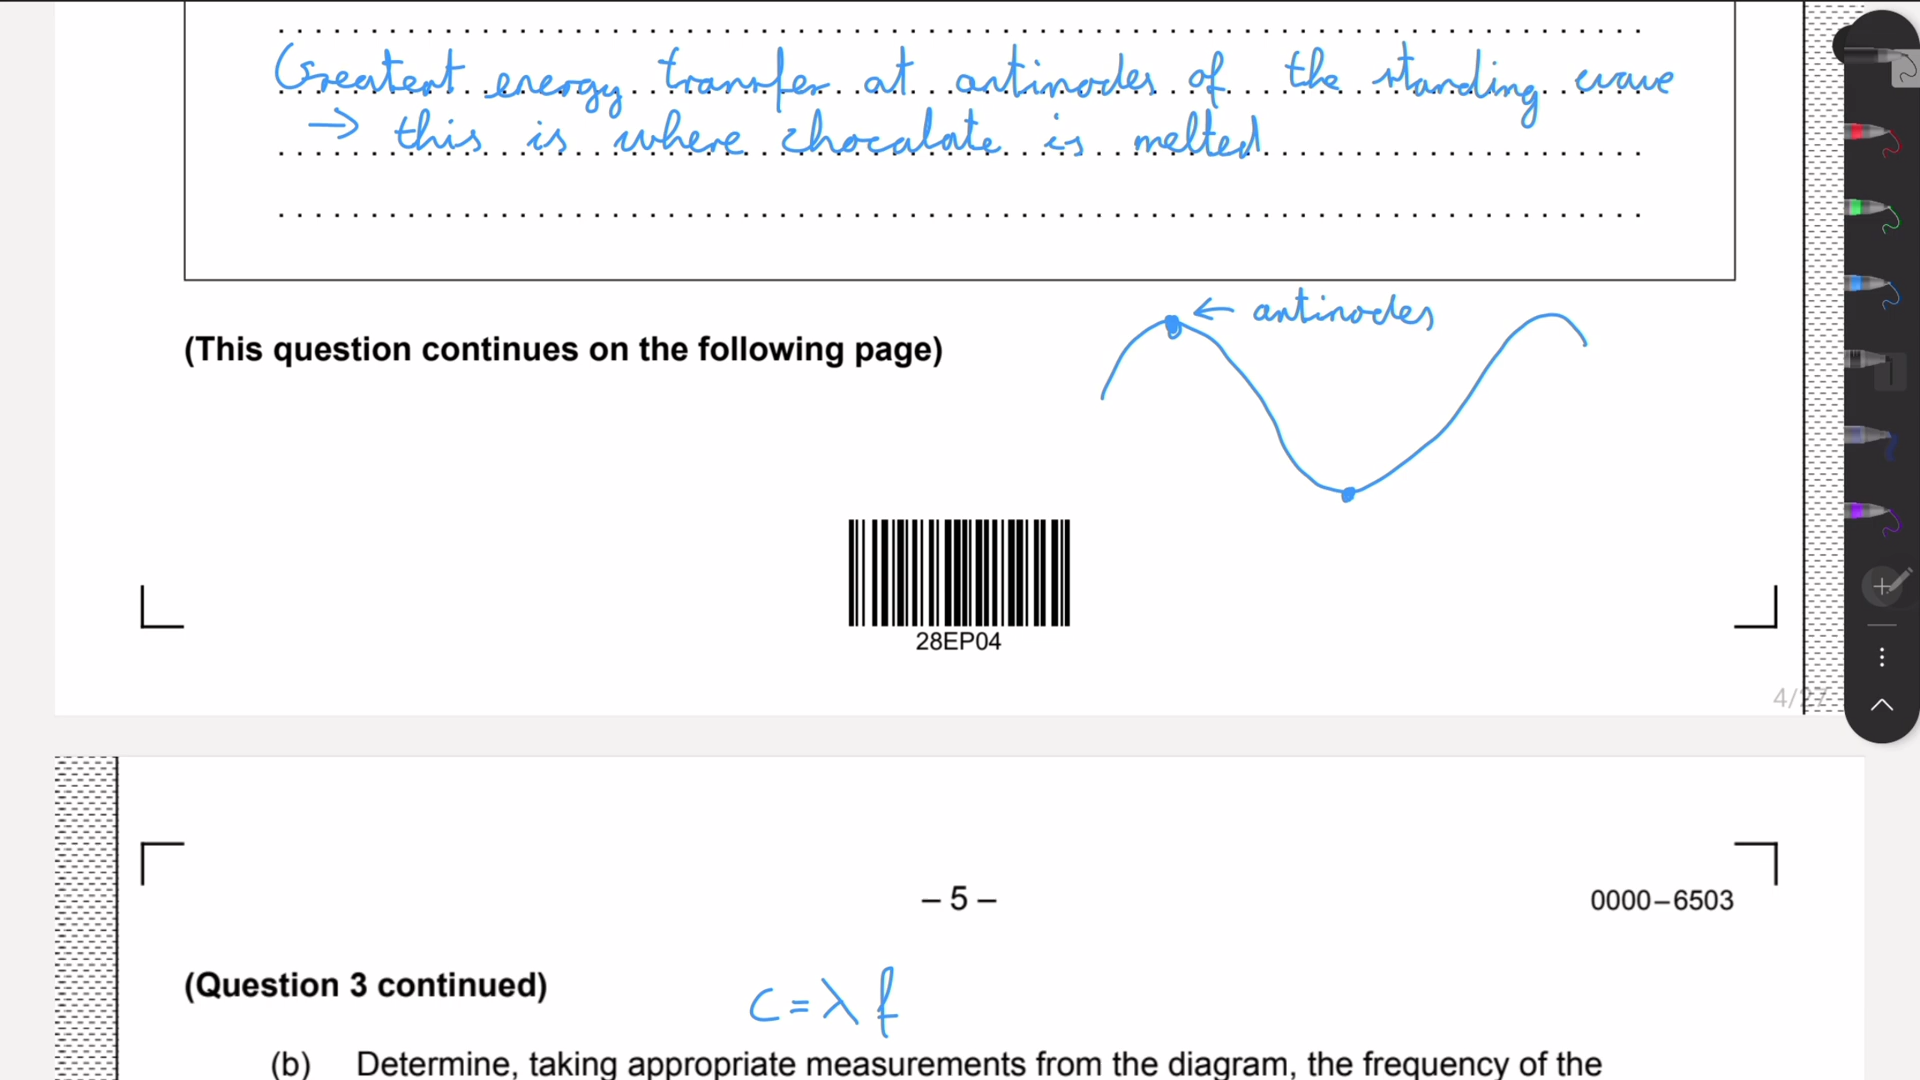 Greatent energy transfer at antinodes of the standing wave
→ this is where chocalate is melted
← antinodes
(This question continues on the following page)
28EP04
4/27
– 5 –
0000–6503
(Question 3 continued)
c = λ f
(b) Determine, taking appropriate measurements from the diagram, the frequency of the